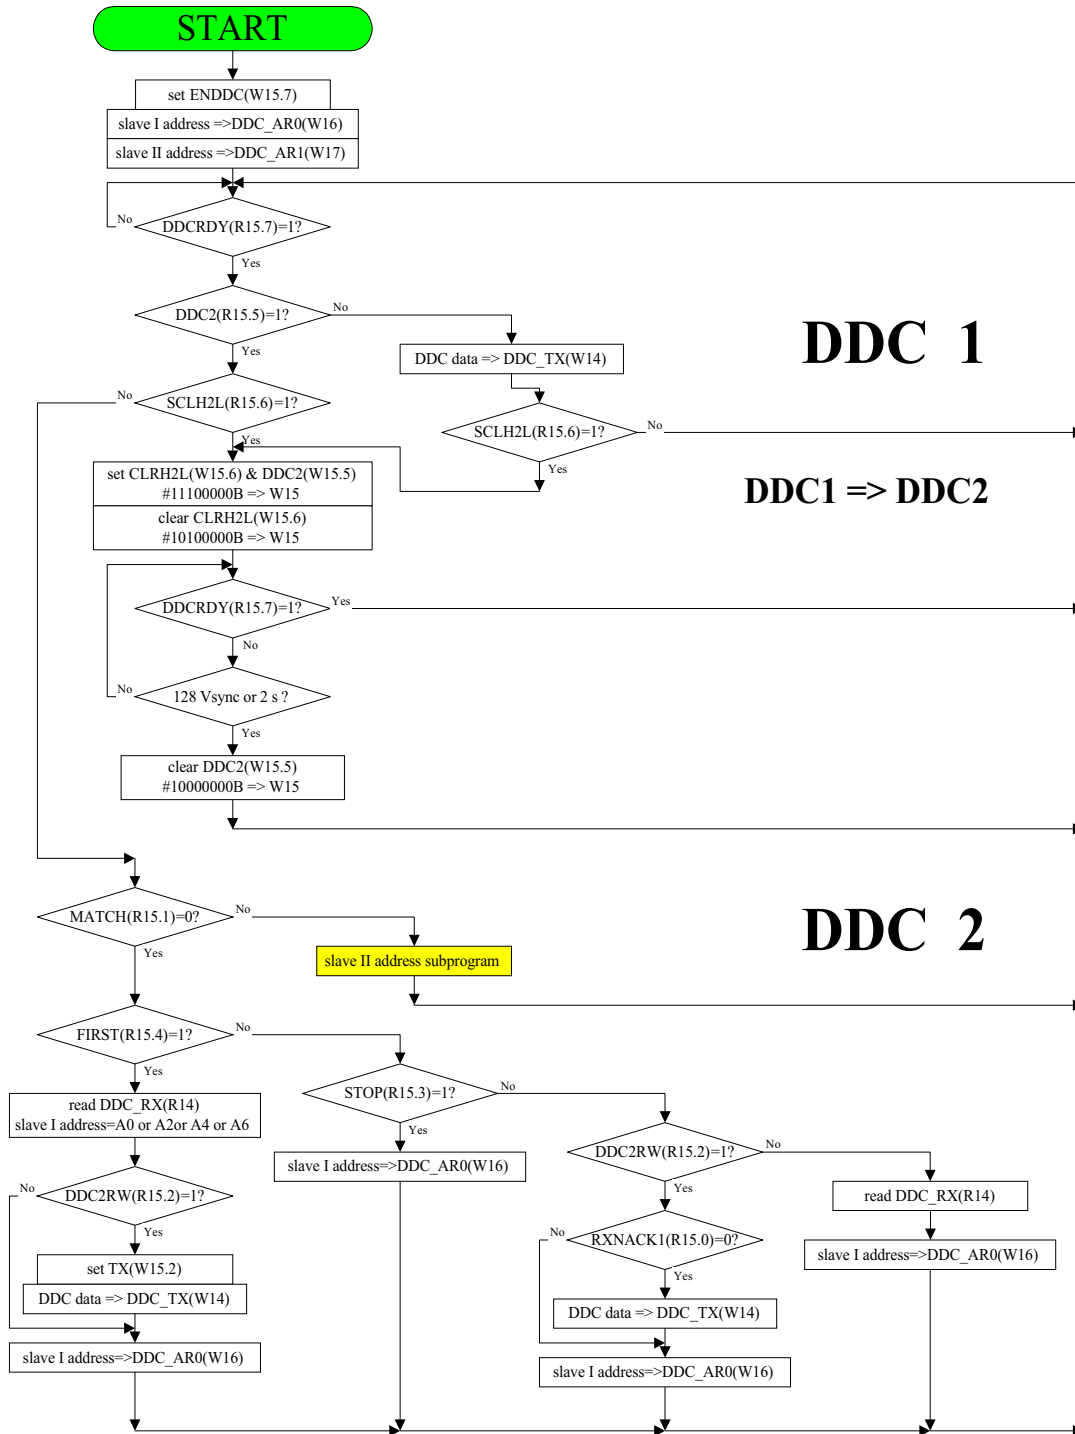 START
set ENDDC(W15.7)
slave I address =>DDC_AR0(W16)
slave II address =>DDC_AR1(W17)
No
DDCRDY(R15.7)=1?
Yes
DDC2(R15.5)=1?
No
Yes
DDC data => DDC_TX(W14)
DDC 1
No
SCLH2L(R15.6)=1?
Yes
SCLH2L(R15.6)=1?
No
Yes
set CLRH2L(W15.6) & DDC2(W15.5)
#11100000B => W15
clear CLRH2L(W15.6)
#10100000B => W15
DDC1 => DDC2
DDCRDY(R15.7)=1?
Yes
No
No
128 Vsync or 2 s ?
Yes
clear DDC2(W15.5)
#10000000B => W15
MATCH(R15.1)=0?
No
Yes
slave II address subprogram
DDC 2
FIRST(R15.4)=1?
No
Yes
read DDC_RX(R14)
slave I address=A0 or A2or A4 or A6
STOP(R15.3)=1?
No
Yes
slave I address=>DDC_AR0(W16)
DDC2RW(R15.2)=1?
No
Yes
read DDC_RX(R14)
slave I address=>DDC_AR0(W16)
No
DDC2RW(R15.2)=1?
Yes
set TX(W15.2)
DDC data => DDC_TX(W14)
slave I address=>DDC_AR0(W16)
No
RXNACK1(R15.0)=0?
Yes
DDC data => DDC_TX(W14)
slave I address=>DDC_AR0(W16)